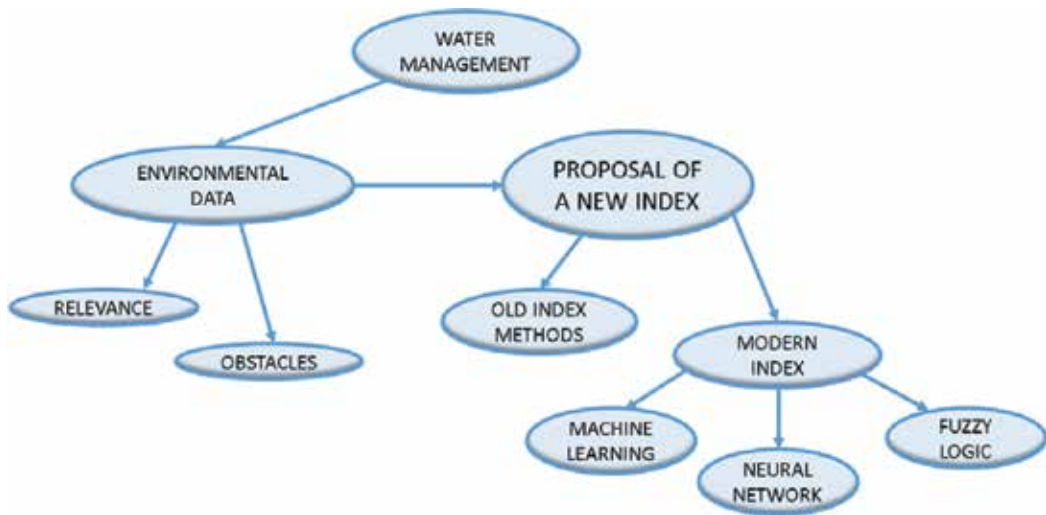 WATER
MANAGEMENT
ENVIRONMENTAL
DATA
PROPOSAL OF
A NEW INDEX
RELEVANCE
OBSTACLES
OLD INDEX
METHODS
MODERN
INDEX
MACHINE
LEARNING
NEURAL
NETWORK
FUZZY
LOGIC